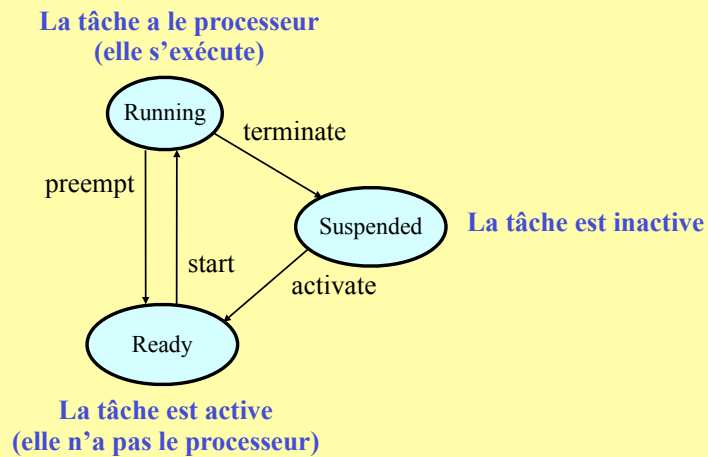 La tâche a le processeur
(elle s’exécute)
Running
terminate
preempt
Suspended
La tâche est inactive
start
activate
Ready
La tâche est active
(elle n'a pas le processeur)